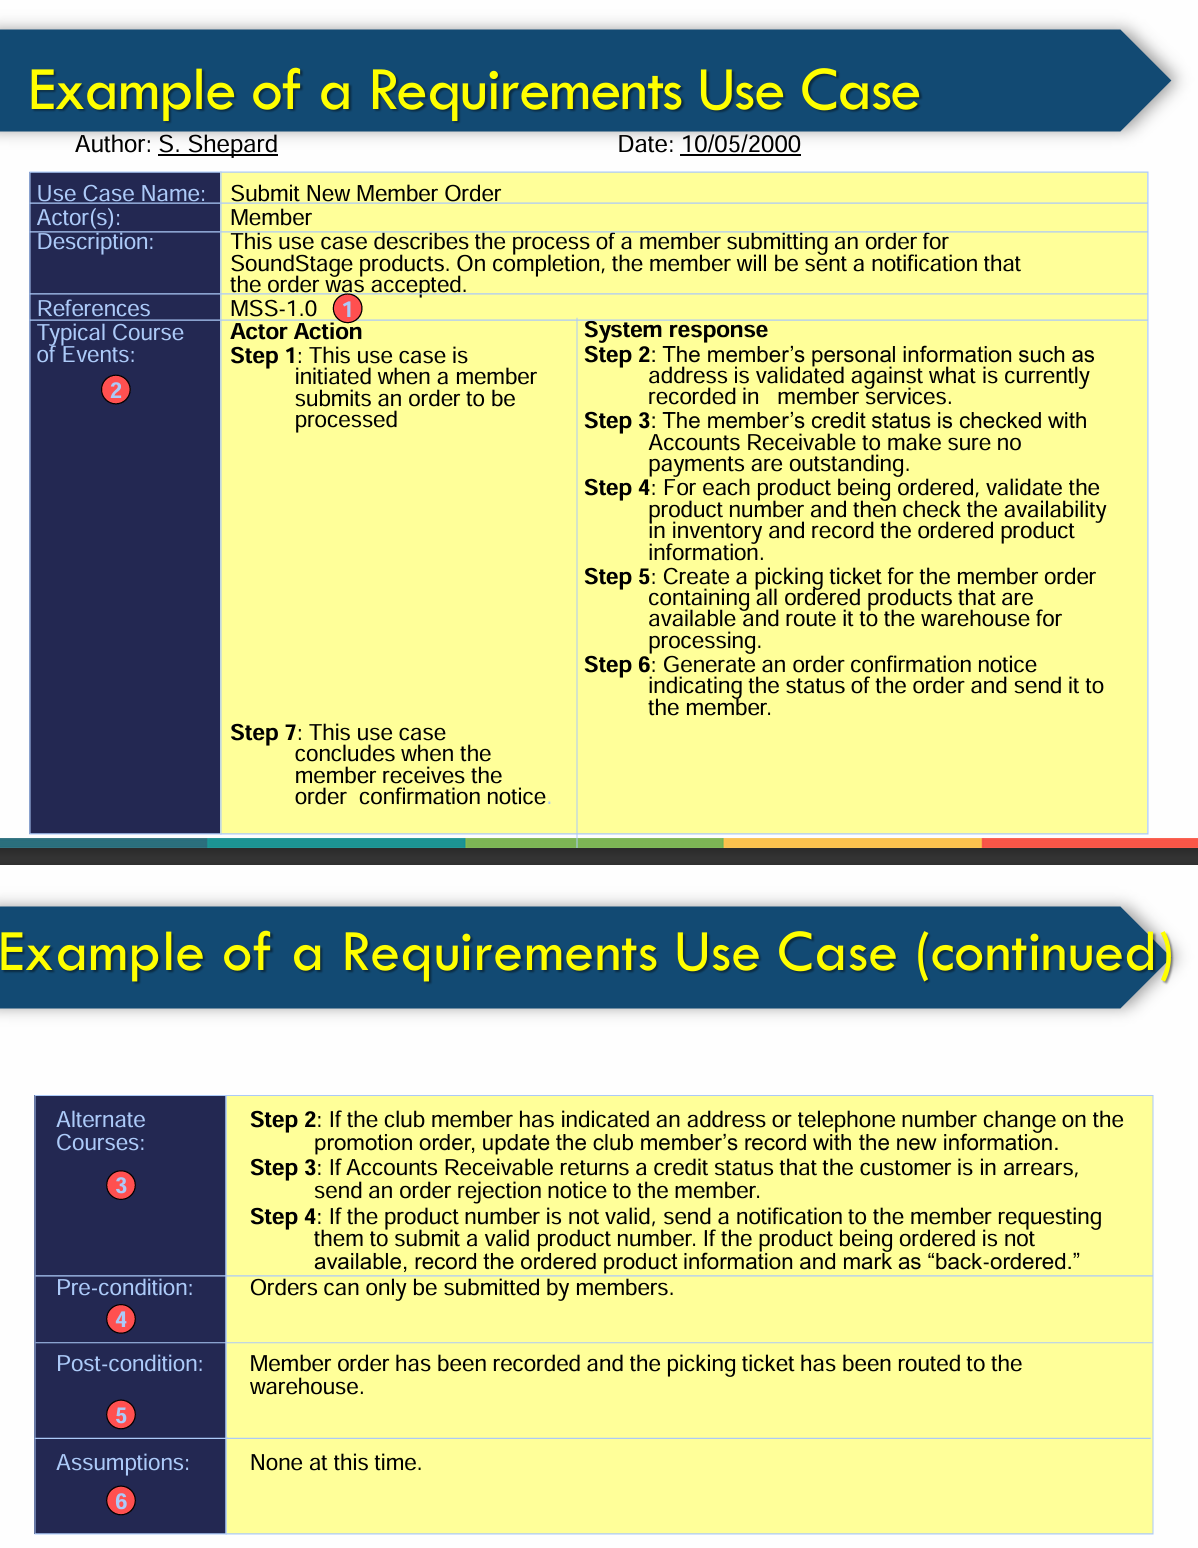 Example of a Requirements Use Case
Author: S. Shepard Date: 10/05/2000
Use Case Name: Submit New Member Order
Actor(s): Member
Description: This use case describes the process of a member submitting an order for
SoundStage products. On completion, the member will be sent a notification that
the order was accepted.
References MSS-1.0 1
Typical Course
of Events:
2
Actor Action
Step 1: This use case is
initiated when a member
submits an order to be
processed
Step 7: This use case
concludes when the
member receives the
order confirmation notice.
System response
Step 2: The member’s personal information such as
address is validated against what is currently
recorded in member services.
Step 3: The member’s credit status is checked with
Accounts Receivable to make sure no
payments are outstanding.
Step 4: For each product being ordered, validate the
product number and then check the availability
in inventory and record the ordered product
information.
Step 5: Create a picking ticket for the member order
containing all ordered products that are
available and route it to the warehouse for
processing.
Step 6: Generate an order confirmation notice
indicating the status of the order and send it to
the member.
Example of a Requirements Use Case (continued)
Alternate
Courses:
3
Step 2: If the club member has indicated an address or telephone number change on the
promotion order, update the club member’s record with the new information.
Step 3: If Accounts Receivable returns a credit status that the customer is in arrears,
send an order rejection notice to the member.
Step 4: If the product number is not valid, send a notification to the member requesting
them to submit a valid product number. If the product being ordered is not
available, record the ordered product information and mark as “back-ordered.”
Pre-condition: Orders can only be submitted by members.
4
Post-condition: Member order has been recorded and the picking ticket has been routed to the
warehouse.
5
Assumptions: None at this time.
6